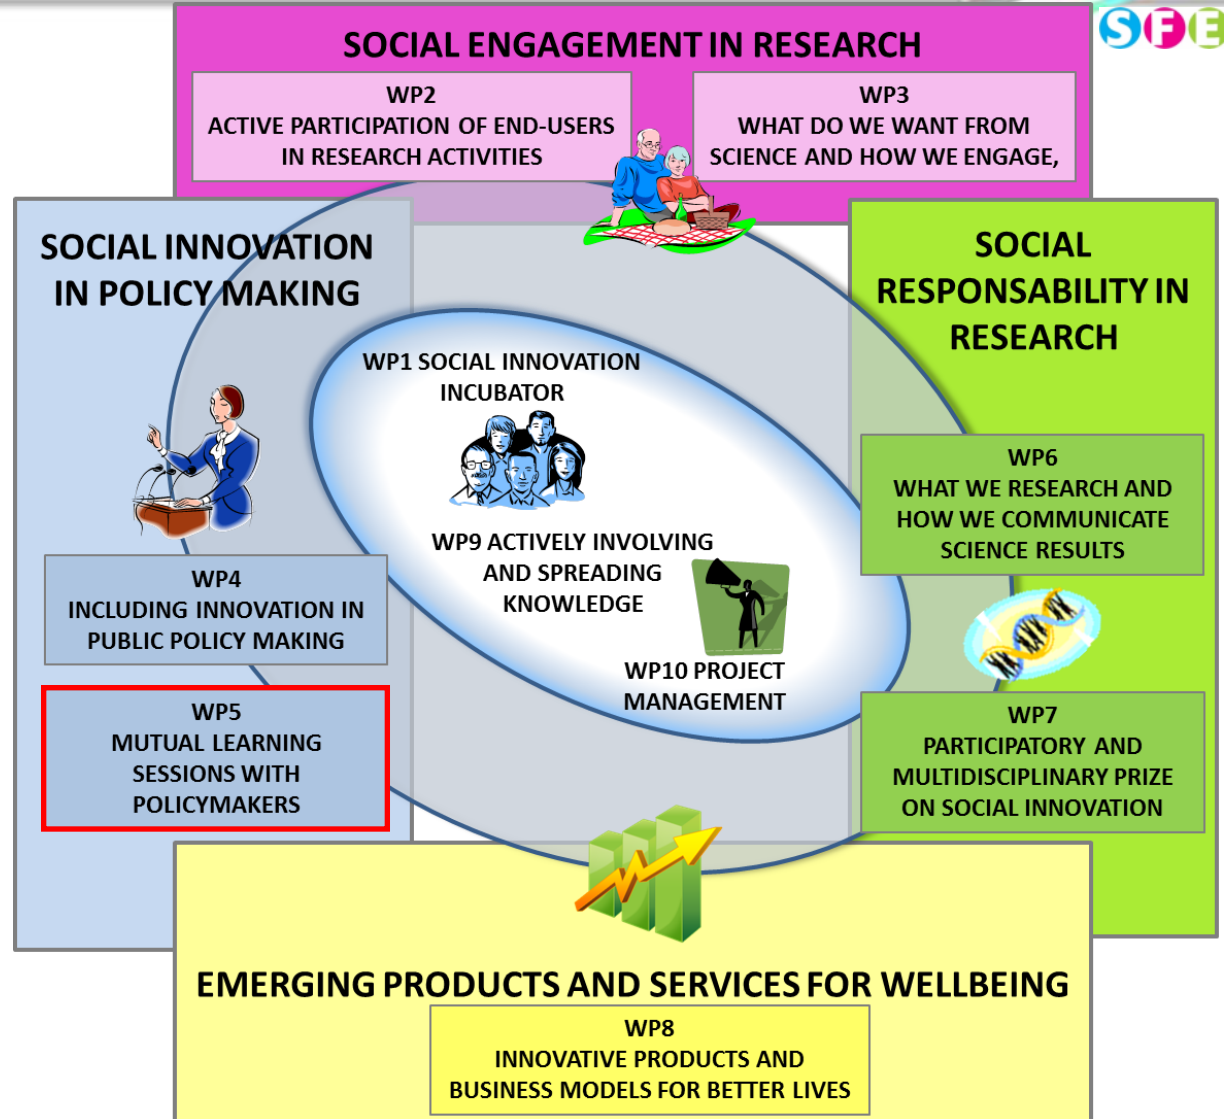 SFE
SOCIAL ENGAGEMENT IN RESEARCH
WP2
ACTIVE PARTICIPATION OF END-USERS
IN RESEARCH ACTIVITIES
WP3
WHAT DO WE WANT FROM
SCIENCE AND HOW WE ENGAGE,
SOCIAL INNOVATION
IN POLICY MAKING
SOCIAL
RESPONSABILITY IN
RESEARCH
WP1 SOCIAL INNOVATION
INCUBATOR
WP9 ACTIVELY INVOLVING
AND SPREADING
KNOWLEDGE
WP10 PROJECT
MANAGEMENT
WP4
INCLUDING INNOVATION IN
PUBLIC POLICY MAKING
WP5
MUTUAL LEARNING
SESSIONS WITH
POLICYMAKERS
WP6
WHAT WE RESEARCH AND
HOW WE COMMUNICATE
SCIENCE RESULTS
WP7
PARTICIPATORY AND
MULTIDISCIPLINARY PRIZE
ON SOCIAL INNOVATION
EMERGING PRODUCTS AND SERVICES FOR WELLBEING
WP8
INNOVATIVE PRODUCTS AND
BUSINESS MODELS FOR BETTER LIVES